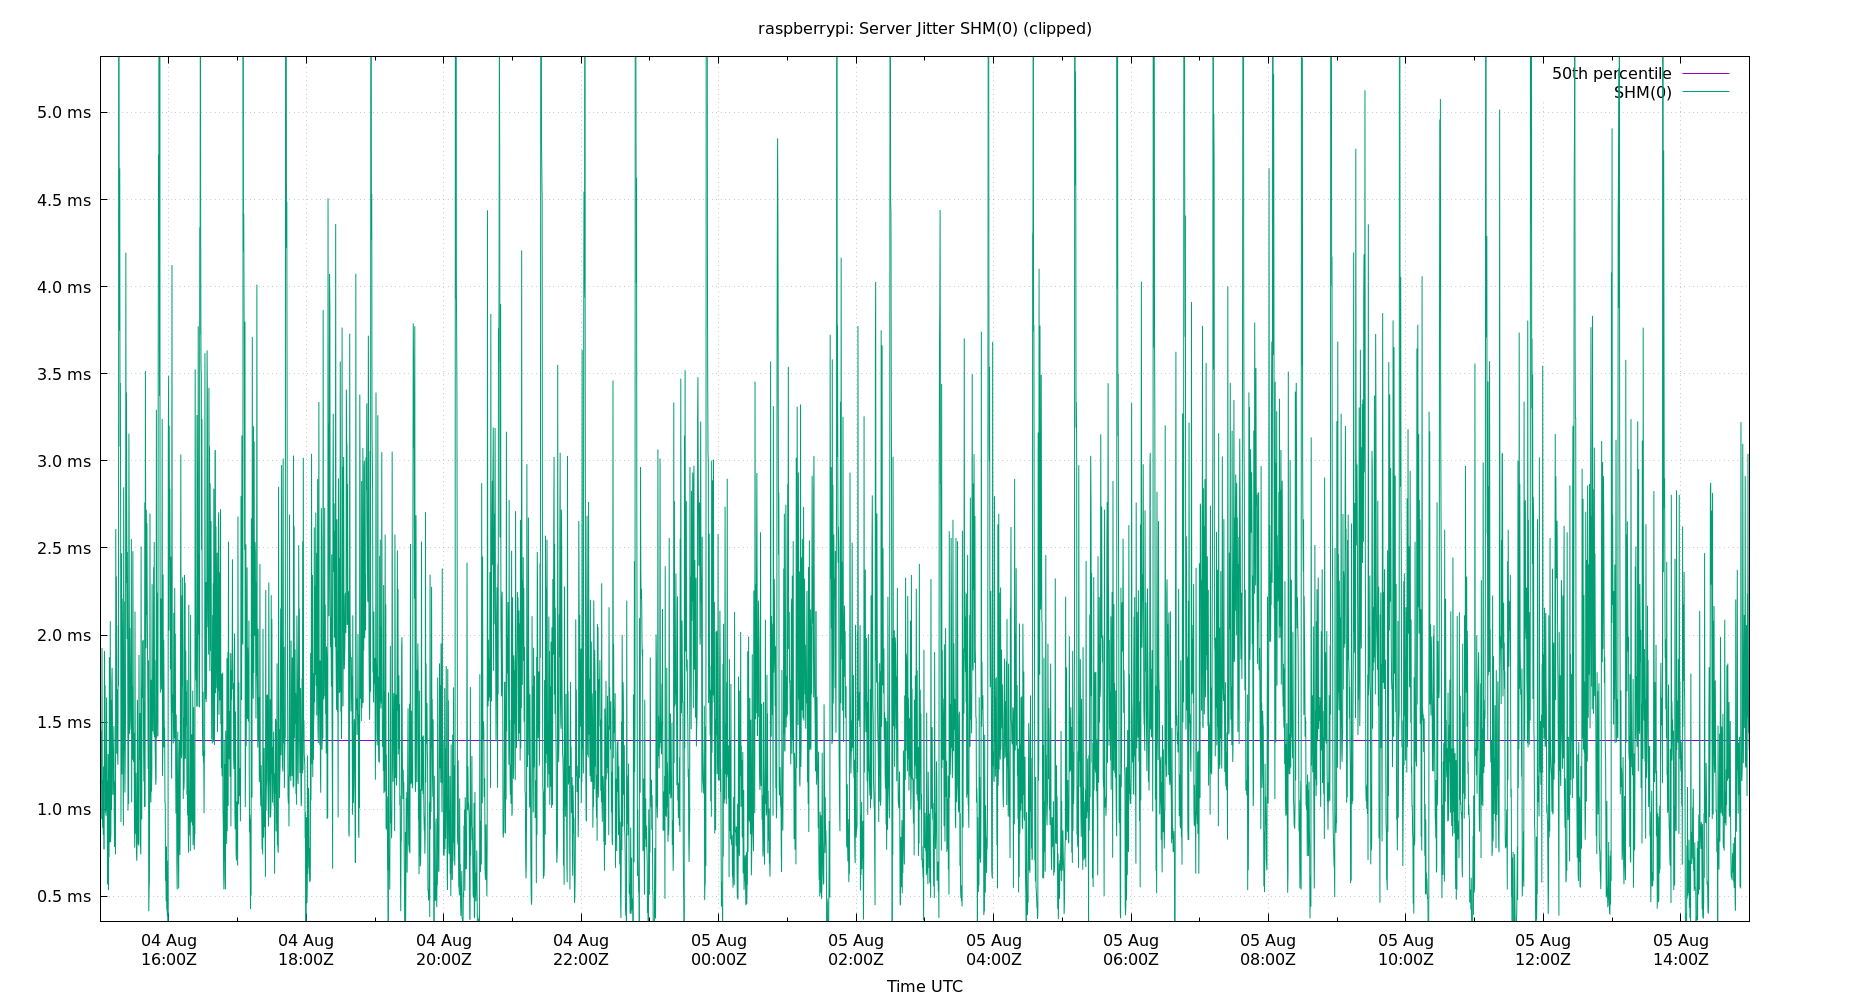 raspberrypi: Server Jitter SHM(0) (clipped)
50th percentile
SHM(0)
5.0 ms
4.5 ms
4.0 ms
3.5 ms
3.0 ms
2.5 ms
2.0 ms
1.5 ms
1.0 ms
0.5 ms
04 Aug 04 Aug 04 Aug 04 Aug 05 Aug 05 Aug 05 Aug 05 Aug 05 Aug 05 Aug 05 Aug 05 Aug
16:00Z 18:00Z 20:00Z 22:00Z 00:00Z 02:00Z 04:00Z 06:00Z 08:00Z 10:00Z 12:00Z 14:00Z
Time UTC